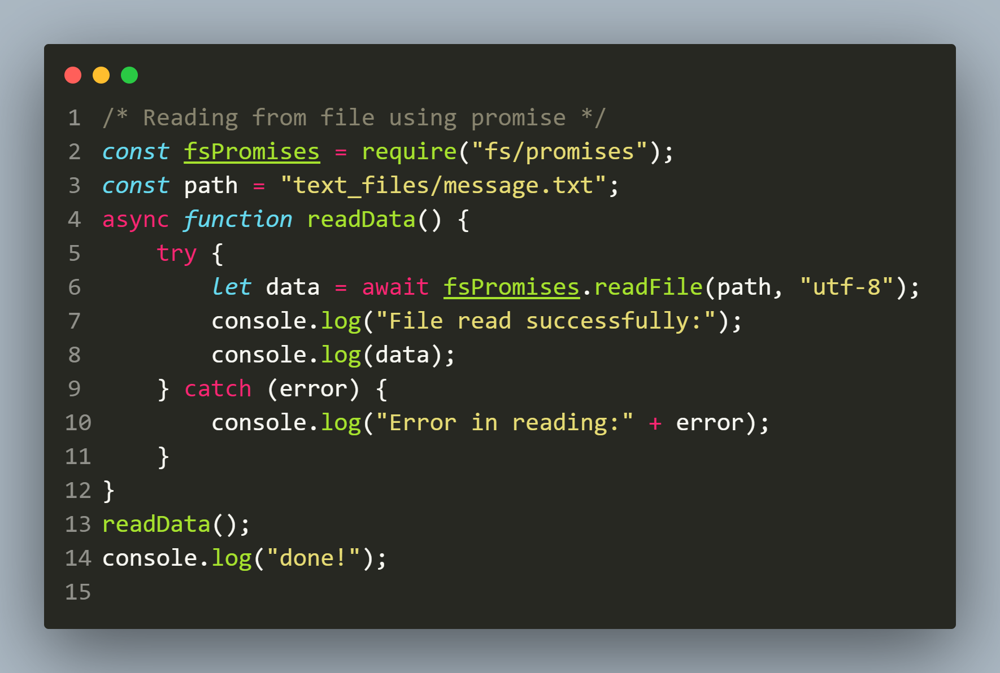 1 /* Reading from file using promise */
2 const fsPromises = require("fs/promises");
3 const path = "text_files/message.txt";
4 async function readData() {
5     try {
6         let data = await fsPromises.readFile(path, "utf-8");
7         console.log("File read successfully:");
8         console.log(data);
9     } catch (error) {
10         console.log("Error in reading:" + error);
11     }
12 }
13 readData();
14 console.log("done!");
15